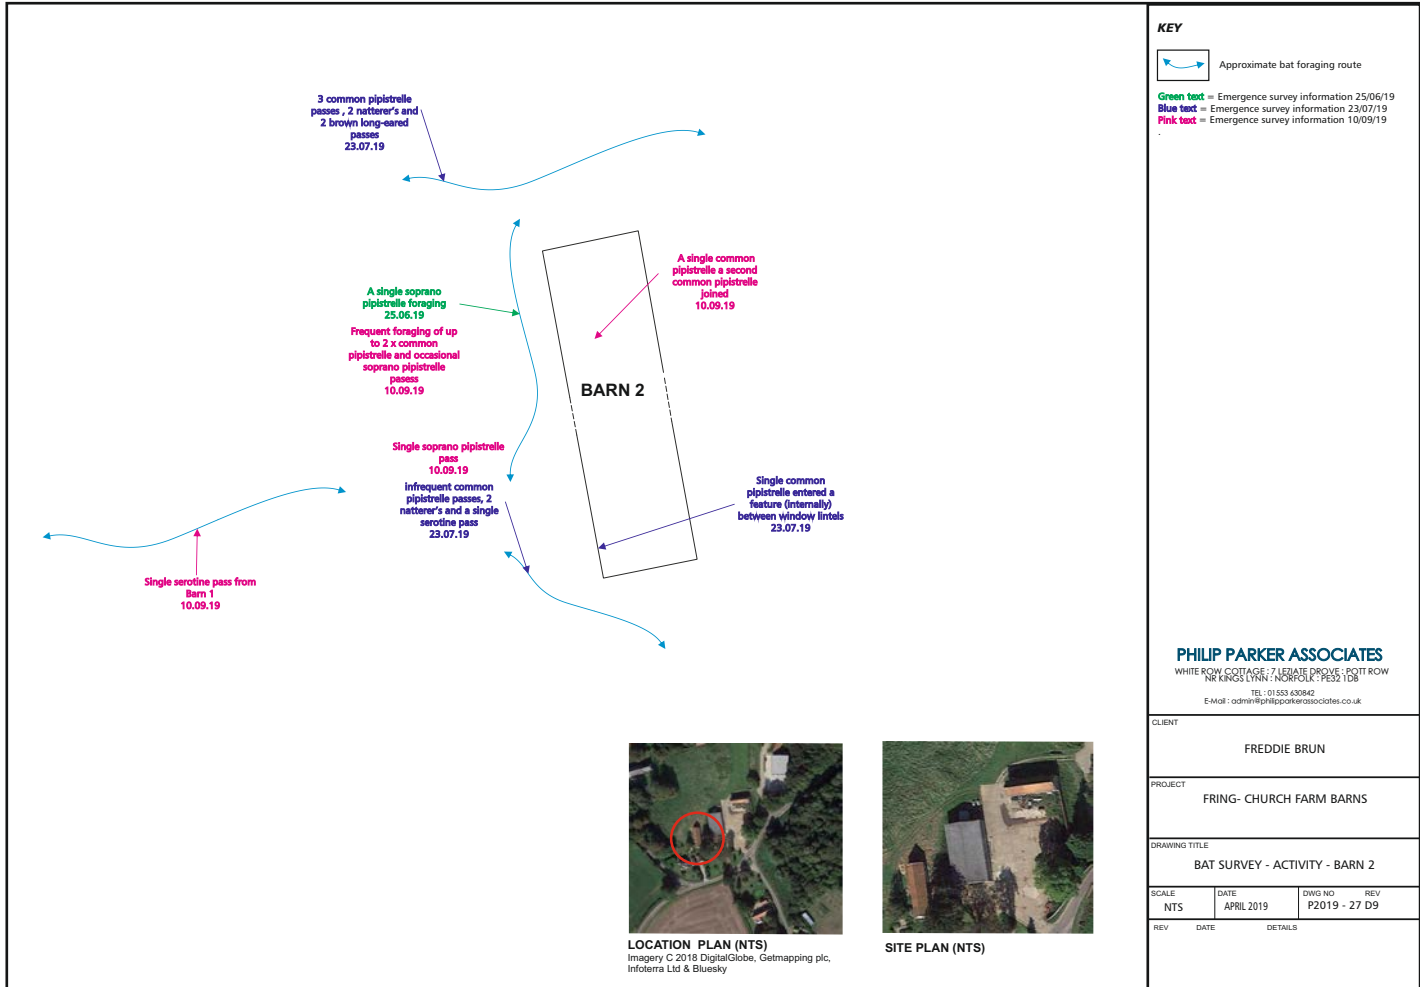 3 common pipistrelle
passes , 2 natterer's and
2 brown long-eared
passes
23.07.19
A single common
pipistrelle a second
common pipistrelle
joined
10.09.19
A single soprano
pipistrelle foraging
25.06.19
Frequent foraging of up
to 2 x common
pipistrelle and occasional
soprano pipistrelle
pasess
10.09.19
BARN 2
Single soprano pipistrelle
pass
10.09.19
infrequent common
pipistrelle passes, 2
natterer's and a single
serotine pass
23.07.19
Single common
pipistrelle entered a
feature (internally)
between window lintels
23.07.19
Single serotine pass from
Barn 1
10.09.19
LOCATION PLAN (NTS)
Imagery C 2018 DigitalGlobe, Getmapping plc,
Infoterra Ltd & Bluesky
SITE PLAN (NTS)
KEY
Approximate bat foraging route
Green text = Emergence survey information 25/06/19
Blue text = Emergence survey information 23/07/19
Pink text = Emergence survey information 10/09/19
.
PHILIP PARKER ASSOCIATES
WHITE ROW COTTAGE : 7 LEZIATE DROVE : POTT ROW
NR KINGS LYNN : NORFOLK : PE32 1DB
TEL : 01553 630842
E-Mail : admin@philipparkerassociates.co.uk
CLIENT
FREDDIE BRUN
PROJECT
FRING- CHURCH FARM BARNS
DRAWING TITLE
BAT SURVEY - ACTIVITY - BARN 2
SCALE DATE DWG NO REV
NTS APRIL 2019 P2019 - 27 D9
REV DATE DETAILS